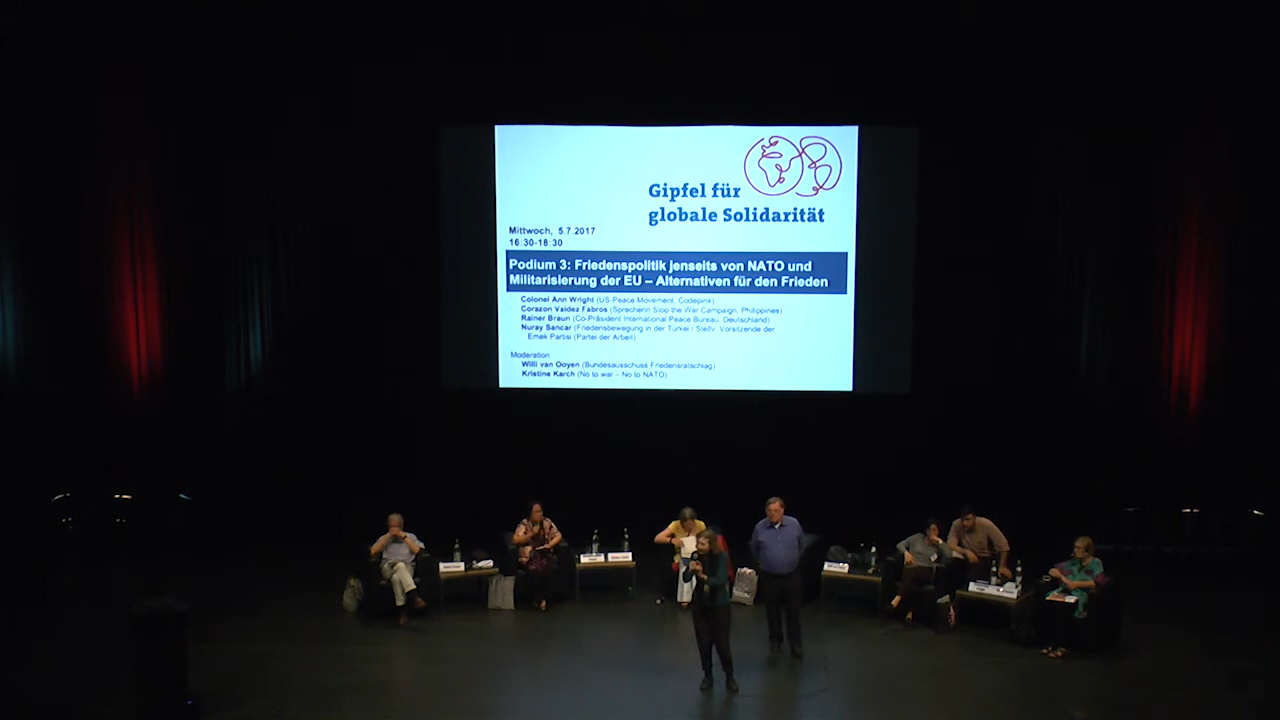 Gipfel für
globale Solidarität
Mittwoch, 5.7.2017
16:30-18:30
Podium 3: Friedenspolitik jenseits von NATO und
Militarisierung der EU – Alternativen für den Frieden
Colonel Ann Wright (US-Peace Movement, Codepink)
Corazon Valdez Fabros (Sprecherin Stop the War Campaign, Philippines)
Rainer Braun (Co-Präsident International Peace Bureau, Deutschland)
Nuray Sancar (Friedensbewegung in der Türkei / Stellv. Vorsitzende der
Emek Partisi (Partei der Arbeit)
Moderation:
Willi van Ooyen (Bundesausschuss Friedensratschlag)
Kristine Karch (No to war – No to NATO)